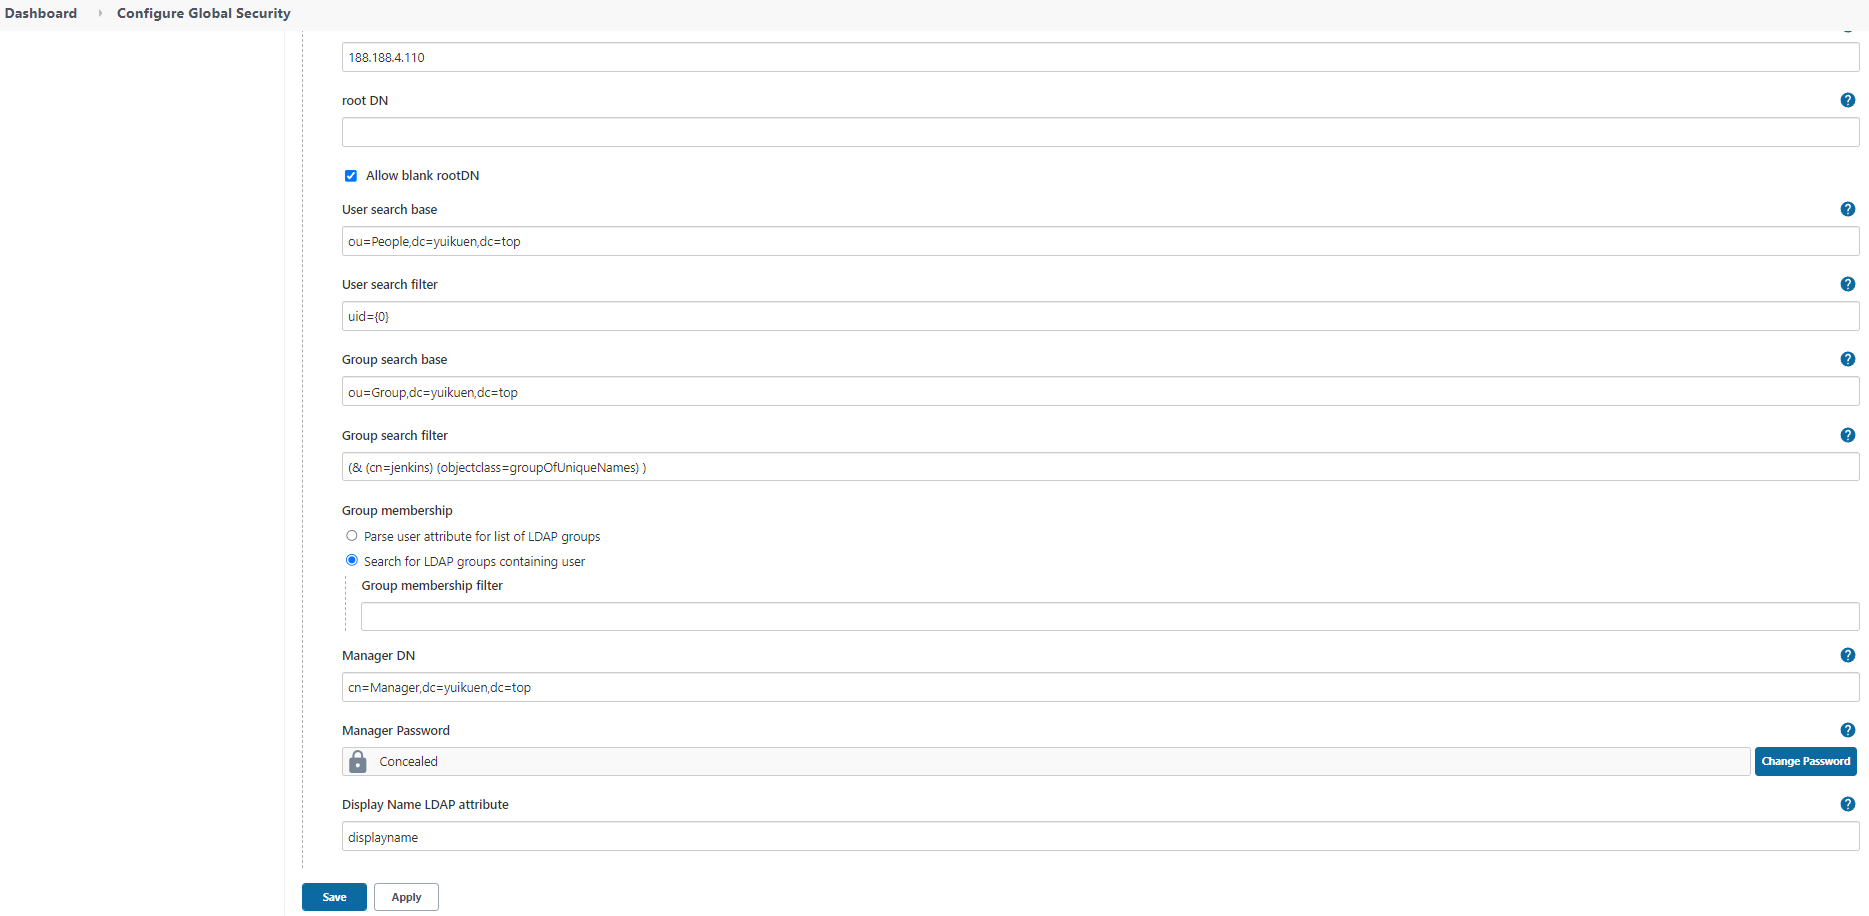 Dashboard
Configure Global Security
188.188.4.110
root DN
Allow blank rootDN
User search base
ou=People,dc=yuikuen,dc=top
User search filter
uid={0}
Group search base
ou=Group,dc=yuikuen,dc=top
Group search filter
(& (cn=jenkins) (objectclass=groupOfUniqueNames) )
Group membership
Parse user attribute for list of LDAP groups
Search for LDAP groups containing user
Group membership filter
Manager DN
cn=Manager,dc=yuikuen,dc=top
Manager Password
Concealed
Change Password
Display Name LDAP attribute
displayname
Save
Apply